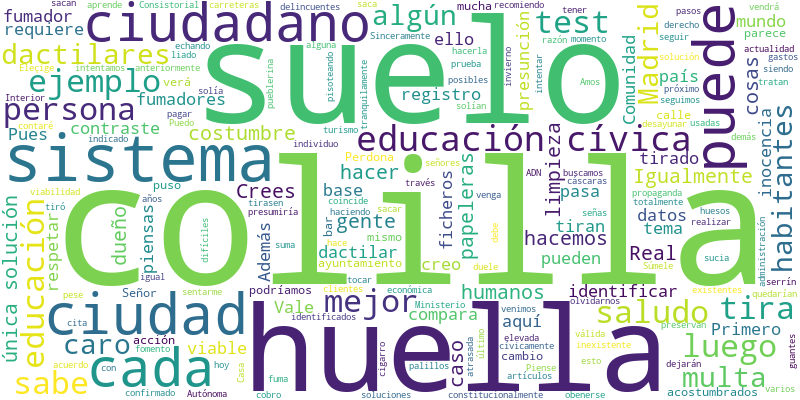 sacan
aprende
Consistorial
carreteras
delincuentes
saca
recomiendo
pasos
derecho
seguir
vendrá
fumador
requiere
ciudadano
mucha
tener
algún
test
mundo
parece
dactilares
echando
liado
Sinceramente
hacerla
razón
momento
ello
actualidad
gastos
siendo
tratan
Eleçige
intentamos
anteriormente
pueblerina
suelo
alguna
pisoteando
tranquilamente
prueba
invierno
posibles
intentar
presunción
Comunidad
Madrid
país
solución
Amos
puede
cosas
ejemplo
verá
fumadores
solía
registro
solian
próximo
seguimos
Interior
contaré
persona
pagar
Puedo
turismo
calle
desayunar
usadas
demás
Pues
contraste
costumbre
indicado
individuo
educación cívica
tirado
inocencia
habitantes
sistema
puso
hacer
Perdona
señores
limpieza
Igualmente
Crees
base
través
ADN
buscamos
cáscaras
propaganda
totalmente
huesos
realizar
viabilidad
años
tirasen
presumiría
coincide
haciendo
sacar
venga
señas
pasa
datos
colilla
tiró
piensas
dueño
bar
gente
mismo
ficheros
papeleras
tiran
tema
Real
sucia
administración
única solución
educación
respetar
difíciles
Además
dactilar
creo
hacemos
pueden
serrín
igual
suma
hace
debe
duele
Súmele
pese
Señor
sentarme
ayuntamiento
tocar
económica
humanos
identificar
olvidarnos
quedarían
ciudad
podríamos
clientes
Ministerio
venimos
existentes
saludo
tira
cita
acción
Vale
mejor
aquí
elevada
civicamente
Primero
preservan
caro
viable
identificados
compara
cambio
último
válida
inexistente
luego
acuerdo
fomento
hoy
caso
atrasada
Piense
esto
dejarán
guantes
sabe
cada
con
Casa
huella
fuma
cigarro
palillos
artículos
multa
acostumbrados
confirmado
Autónoma
cobro
soluciones
constitucionalmente
obenerse
varios